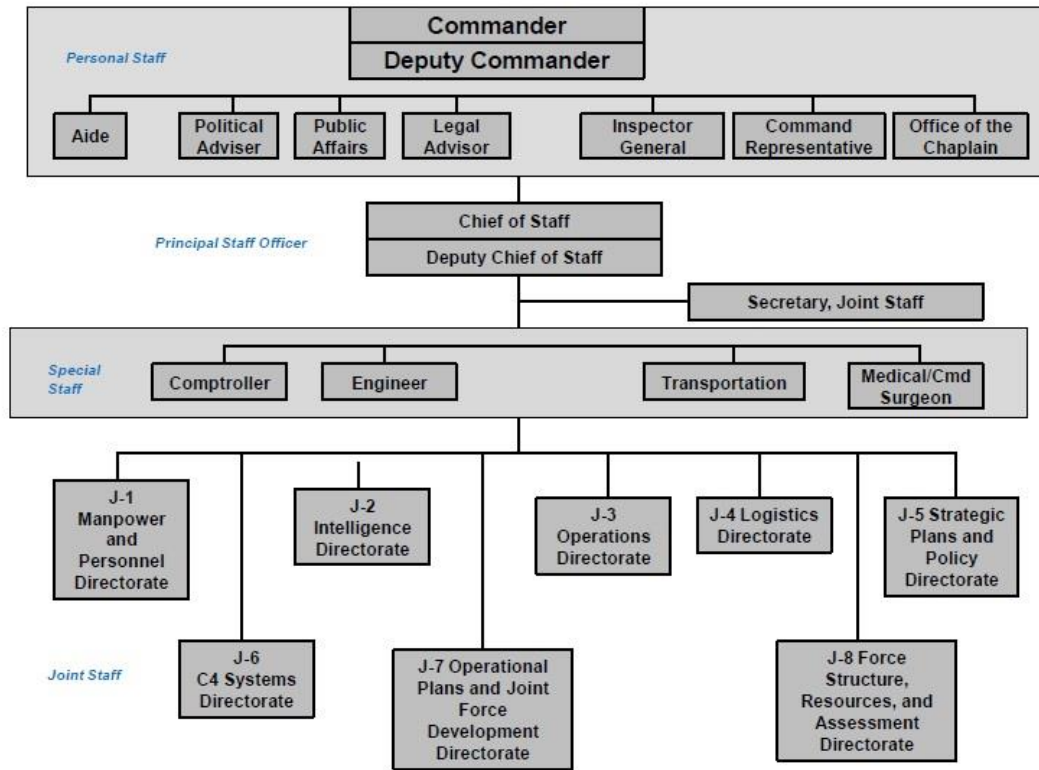 Commander
Deputy Commander
Personal Staff
Aide
Political
Adviser
Public
Affairs
Legal
Advisor
Inspector
General
Command
Representative
Office of the
Chaplain
Chief of Staff
Deputy Chief of Staff
Principal Staff Officer
Secretary, Joint Staff
Special
Staff
Comptroller
Engineer
Transportation
Medical/Cmd
Surgeon
J-1
Manpower
and
Personnel
Directorate
J-2
Intelligence
Directorate
J-3
Operations
Directorate
J-4 Logistics
Directorate
J-5 Strategic
Plans and
Policy
Directorate
Joint Staff
J-6
C4 Systems
Directorate
J-7 Operational
Plans and Joint
Force
Development
Directorate
J-8 Force
Structure,
Resources, and
Assessment
Directorate